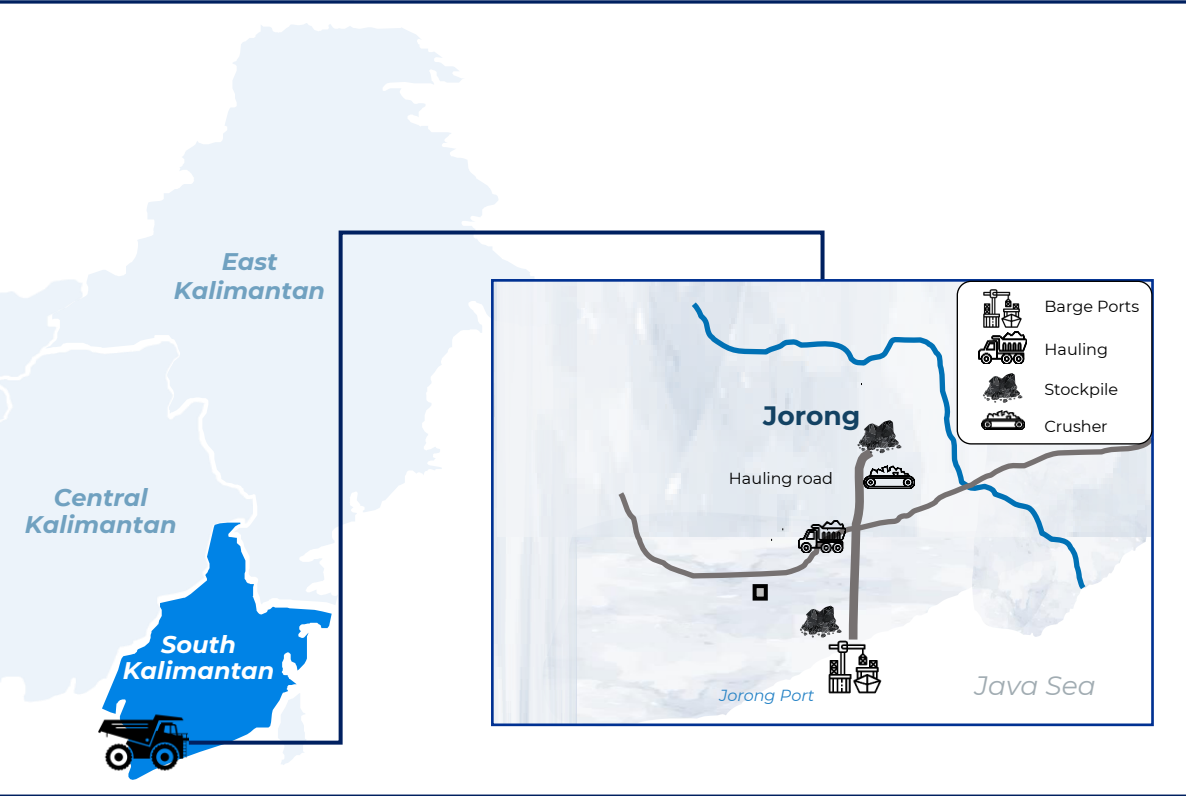 East
Kalimantan
Central
Kalimantan
South
Kalimantan
Barge Ports
Hauling
Stockpile
Crusher
Jorong
Hauling road
Jorong Port
Java Sea